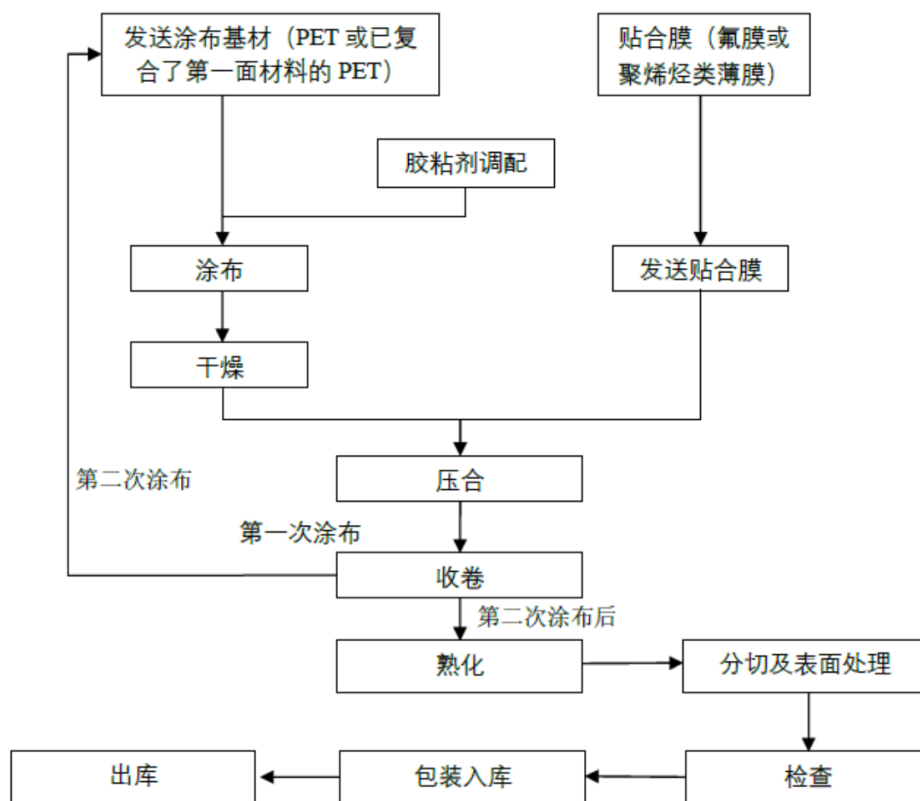 发送涂布基材（PET 或已复
合了第一面材料的 PET）
贴合膜（氟膜或
聚烯烃类薄膜）
胶粘剂调配
涂布
发送贴合膜
干燥
第二次涂布
压合
第一次涂布
收卷
第二次涂布后
熟化
分切及表面处理
出库
包装入库
检查